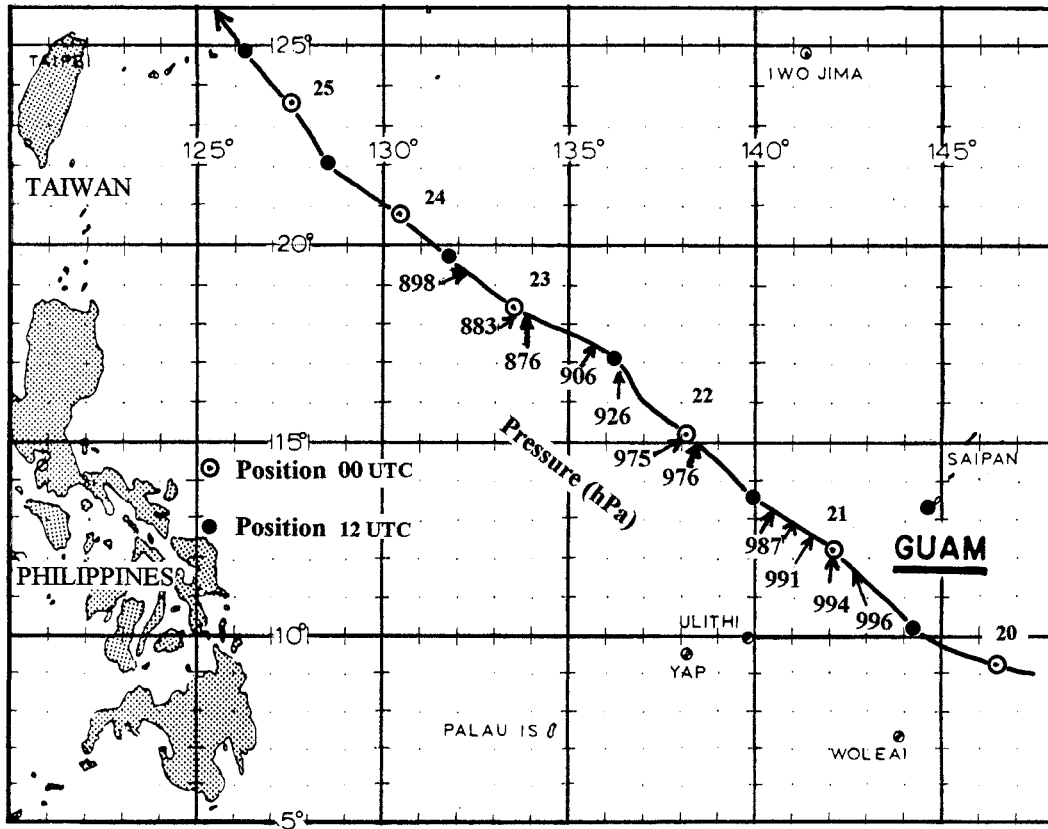 25°
TAIPEI
IWO JIMA
25
125°
130°
135°
140°
145°
TAIWAN
24
20°
23
898
883
876
906
22
926
Pressure (hPa)
975
976
15°
SAIPAN
Position 00 UTC
21
Position 12 UTC
987
GUAM
991
PHILIPPINES
994
996
ULITHI
10°
20
YAP
PALAU IS
WOLEAI
5°